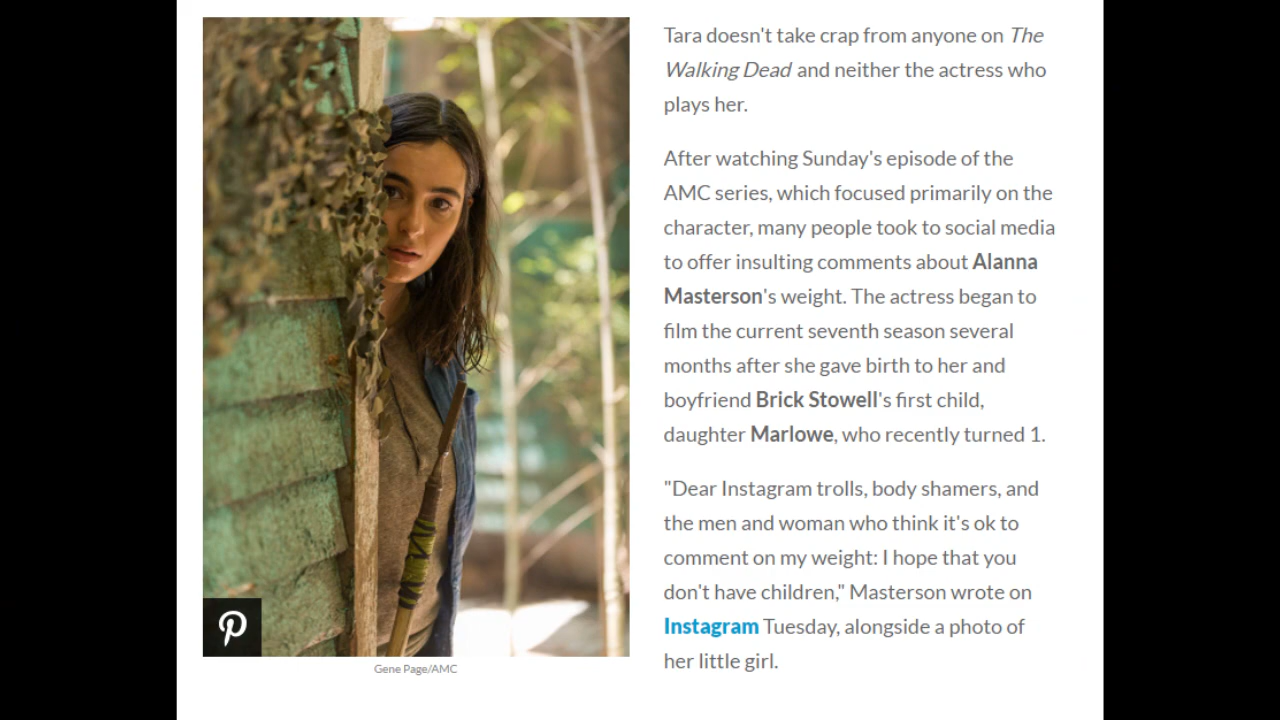 Tara doesn't take crap from anyone on The
Walking Dead and neither the actress who
plays her.
After watching Sunday's episode of the
AMC series, which focused primarily on the
character, many people took to social media
to offer insulting comments about Alanna
Masterson's weight. The actress began to
film the current seventh season several
months after she gave birth to her and
boyfriend Brick Stowell's first child,
daughter Marlowe, who recently turned 1.
"Dear Instagram trolls, body shamers, and
the men and woman who think it's ok to
comment on my weight: I hope that you
don't have children," Masterson wrote on
Instagram Tuesday, alongside a photo of
her little girl.
Gene Page/AMC